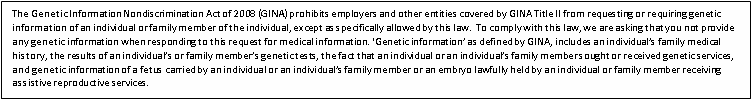 The Genetic Information Nondiscrimination Act of 2008 (GINA) prohibits employers and other entities covered by GINA Title II from requesting or requiring genetic
information of an individual or family member of the individual, except as specifically allowed by this law. To comply with this law, we are asking that you not provide
any genetic information when responding to this request for medical information. 'Genetic information' as defined by GINA, includes an individual's family medical
history, the results of an individual's or family member's genetic tests, the fact that an individual or an individual's family members ought or received genetic services,
and genetic information of a fetus carried by an individual or an individual's family member or an embryo lawfully held by an individual or family member receiving
assistive reproductive services.